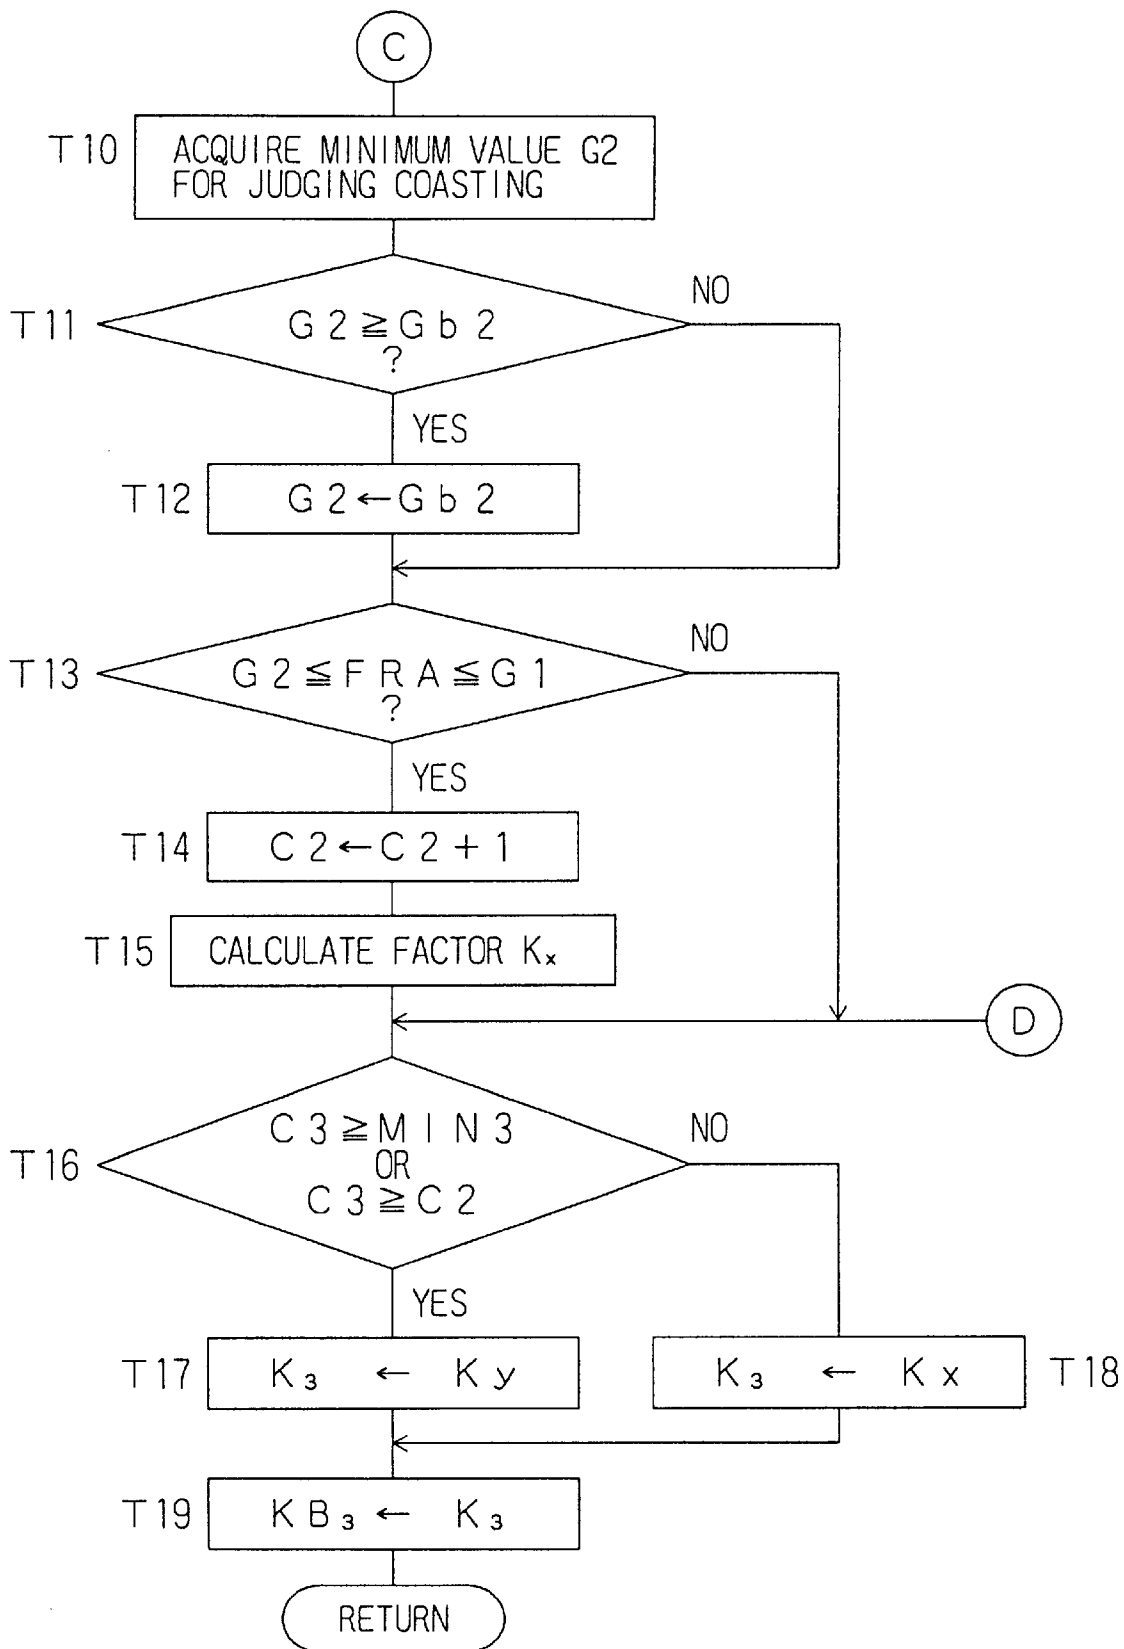 C
T10
ACQUIRE MINIMUM VALUE G2
FOR JUDGING COASTING
T11
G2≧Gb2
?
NO
YES
T12
G2←Gb2
T13
G2≦FRA≦G1
?
NO
YES
T14
C2←C2+1
T15
CALCULATE FACTOR Kx
D
T16
C3≧MIN3
OR
C3≧C2
NO
YES
T17
K₃ ← Ky
K₃ ← Kx
T18
T19
KB₃ ← K₃
RETURN